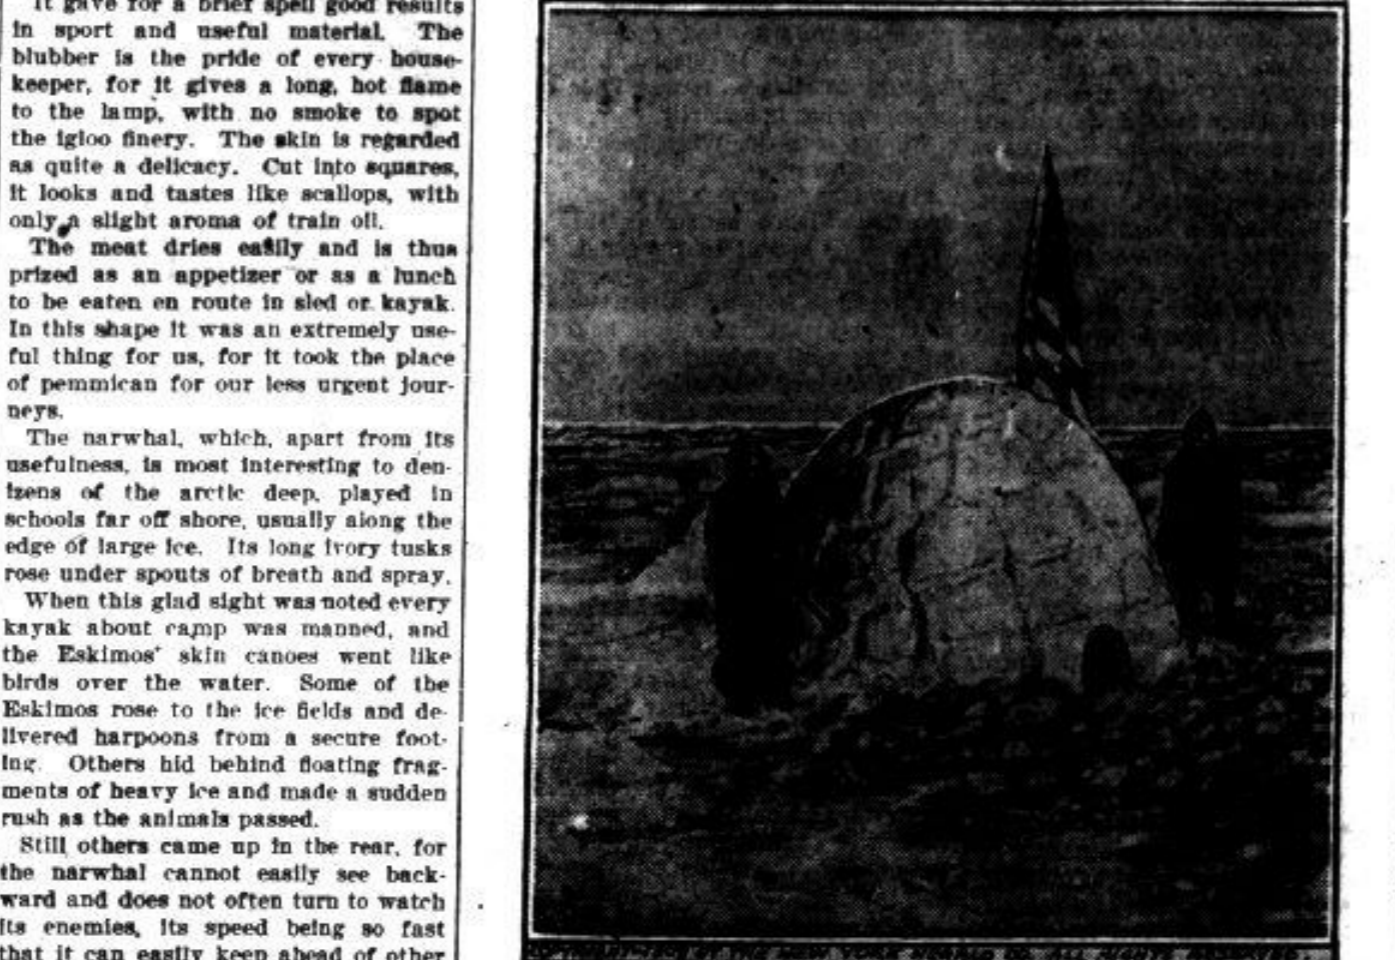 It gave for a brief spell good results
in sport and useful material. The
blubber is the pride of every house-
keeper, for it gives a long, hot flame
to the lamp, with no smoke to spot
the igloo finery. The skin is regarded
as quite a delicacy. Cut into squares,
it looks and tastes like scallops, with
only a slight aroma of train oil.
The meat dries easily and is thus
prized as an appetizer or as a lunch
to be eaten en route in sled or kayak.
In this shape it was an extremely use-
ful thing for us, for it took the place
of pemmican for our less urgent jour-
neys.
The narwhal, which, apart from its
usefulness, is most interesting to den-
izens of the arctic deep, played in
schools far off shore, usually along the
edge of large ice. Its long ivory tusks
rose under spouts of breath and spray.
When this glad sight was noted every
kayak about camp was manned, and
the Eskimos' skin canoes went like
birds over the water. Some of the
Eskimos rose to the ice fields and de-
livered harpoons from a secure foot-
ing. Others hid behind floating frag-
ments of heavy ice and made a sudden
rush as the animals passed.
Still others came up in the rear, for
the narwhal cannot easily see back-
ward and does not often turn to watch
its enemies, its speed being so fast
that it can easily keep ahead of other
BY THE NEW YORK HERALD CO. ALL RIGHTS RESERVED.